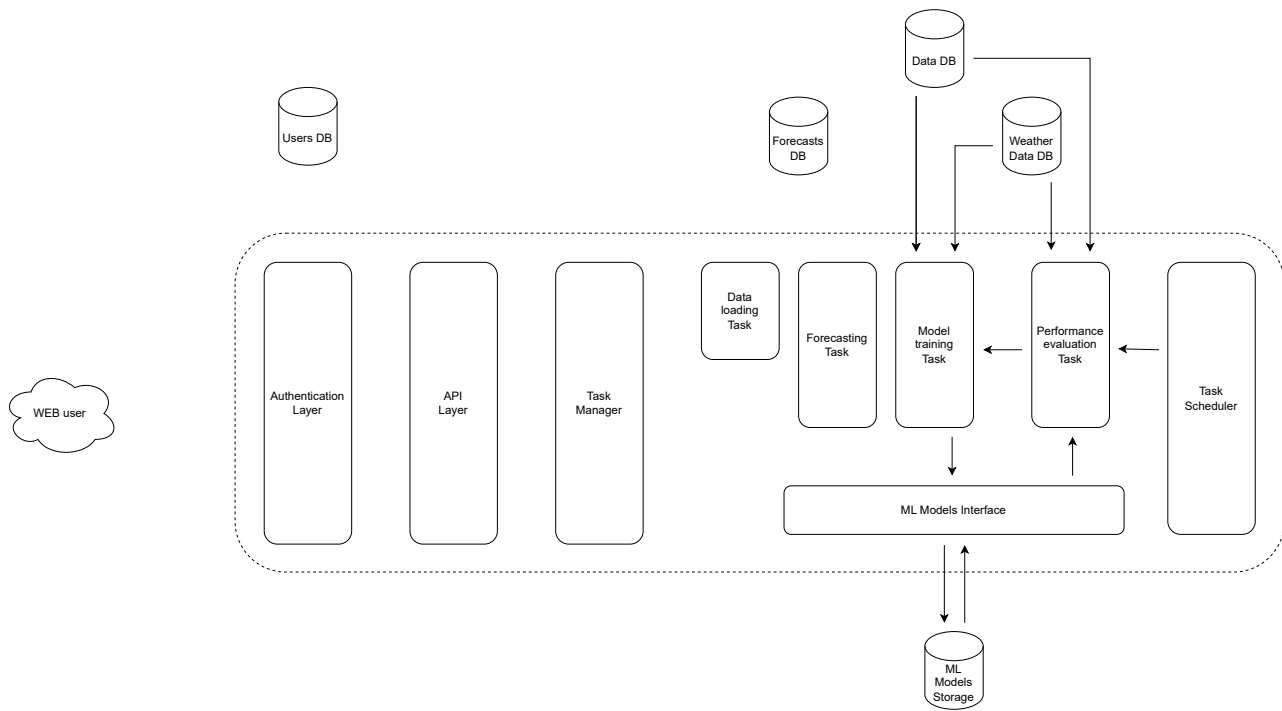 Data DB
Users DB
Forecasts
DB
Weather
Data DB
Data
loading
Task
Forecasting
Task
Model
training
Task
Performance
evaluation
Task
Task
Scheduler
WEB user
Authentication
Layer
API
Layer
Task
Manager
ML Models Interface
ML
Models
Storage